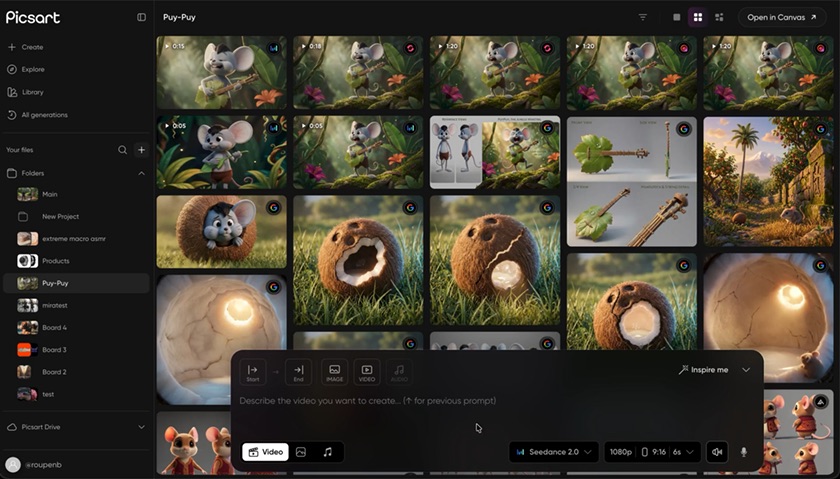 Picsart
Puy-Puy
Open in Canvas
Create
Explore
Library
All generations
Your files
Folders
Main
New Project
extreme macro asmr
Products
Puy-Puy
miratest
Board 4
Board 3
Board 2
test
Picsart Drive
@roupenb
0:15
0:18
1:20
1:20
1:20
0:05
0:05
Start
End
IMAGE
VIDEO
AUDIO
Inspire me
Describe the video you want to create... (↑ for previous prompt)
Video
Seedance 2.0
1080p
9:16
6s